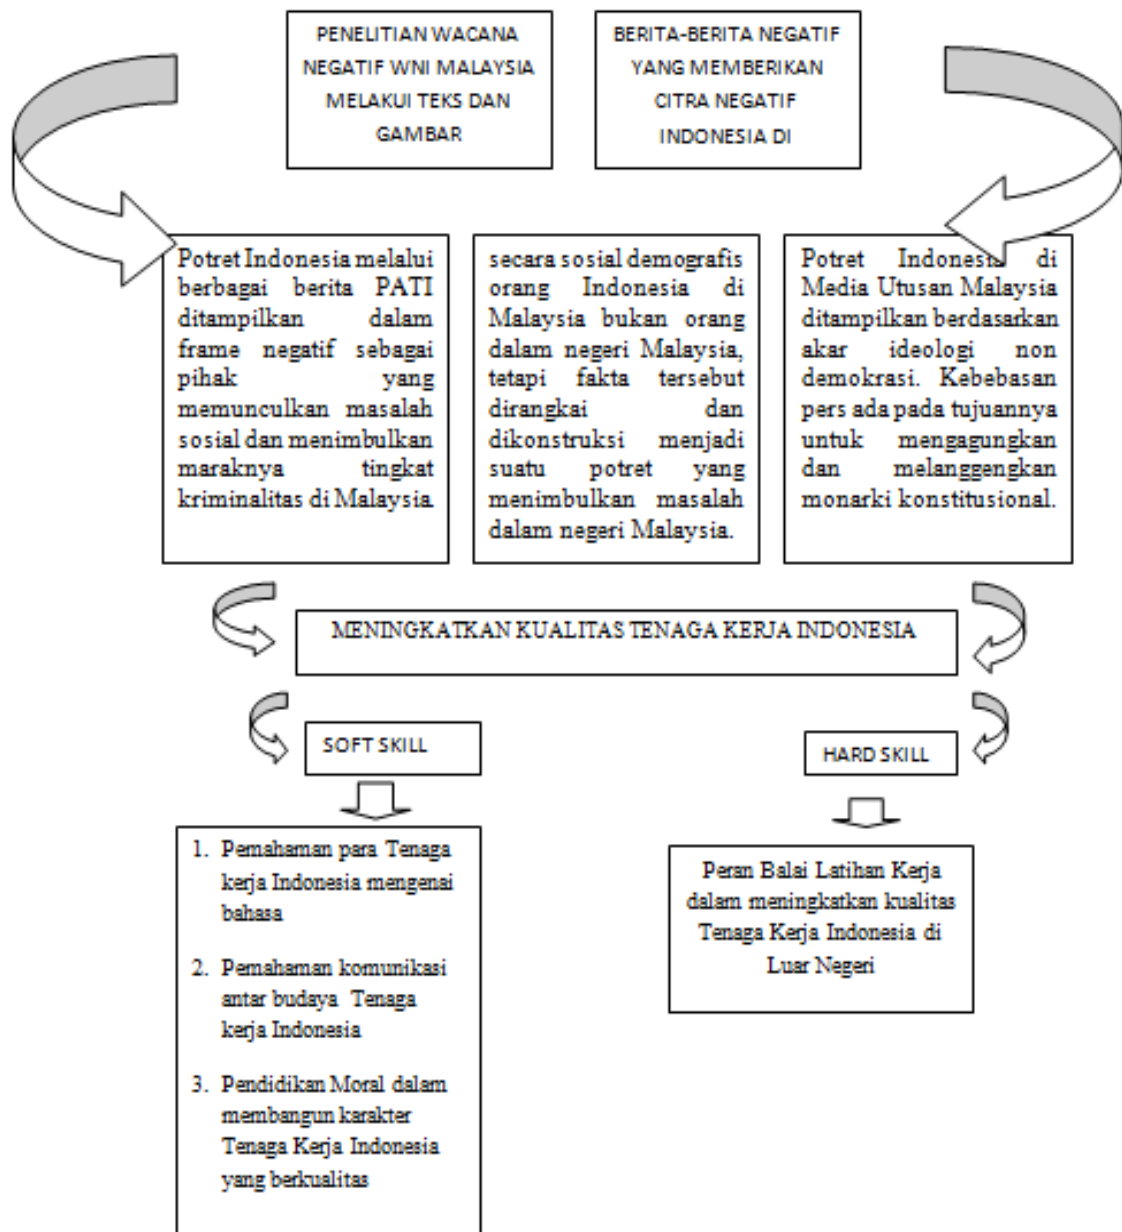 PENELITIAN WACANA
NEGATIF WNI MALAYSIA
MELAKUI TEKS DAN
GAMBAR
BERITA-BERITA NEGATIF
YANG MEMBERIKAN
CITRA NEGATIF
INDONESIA DI
Potret Indonesia melalui
berbagai berita PATI
ditampilkan dalam
frame negatif sebagai
pihak yang
memunculkan masalah
sosial dan menimbulkan
maraknya tingkat
kriminalitas di Malaysia.
secara sosial demografis
orang Indonesia di
Malaysia bukan orang
dalam negeri Malaysia,
tetapi fakta tersebut
dirangkai dan
dikonstruksi menjadi
suatu potret yang
menimbulkan masalah
dalam negeri Malaysia.
Potret Indonesia di
Media Utusan Malaysia
ditampilkan berdasarkan
akar ideologi non
demokrasi. Kebebasan
pers ada pada tujuannya
untuk mengagungkan
dan melanggengkan
monarki konstitusional.
MENINGKATKAN KUALITAS TENAGA KERJA INDONESIA
SOFT SKILL
HARD SKILL
1. Pemahaman para Tenaga
kerja Indonesia mengenai
bahasa
2. Pemahaman komunikasi
antar budaya Tenaga
kerja Indonesia
3. Pendidikan Moral dalam
membangun karakter
Tenaga Kerja Indonesia
yang berkualitas
Peran Balai Latihan Kerja
dalam meningkatkan kualitas
Tenaga Kerja Indonesia di
Luar Negeri